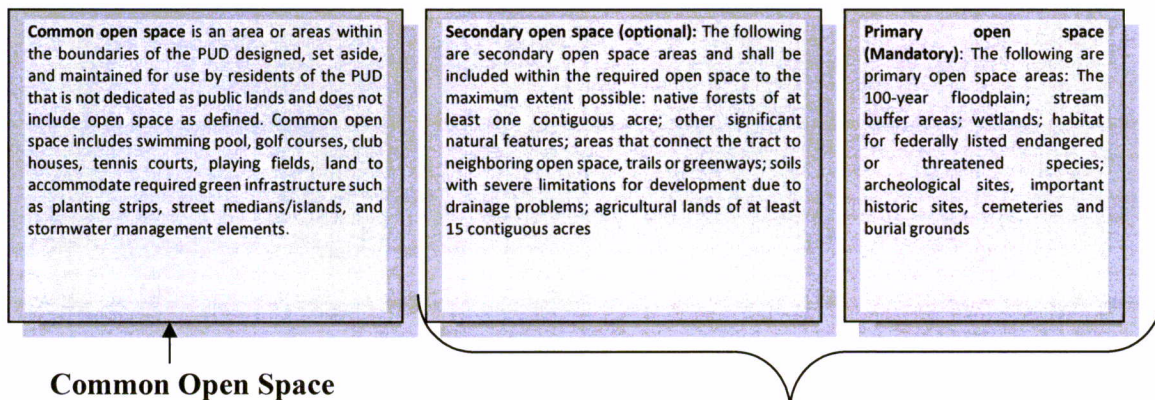 Common open space is an area or areas within
the boundaries of the PUD designed, set aside,
and maintained for use by residents of the PUD
that is not dedicated as public lands and does not
include open space as defined. Common open
space includes swimming pool, golf courses, club
houses, tennis courts, playing fields, land to
accommodate required green infrastructure such
as planting strips, street medians/islands, and
stormwater management elements.
Secondary open space (optional): The following
are secondary open space areas and shall be
included within the required open space to the
maximum extent possible: native forests of at
least one contiguous acre; other significant
natural features; areas that connect the tract to
neighboring open space, trails or greenways; soils
with severe limitations for development due to
drainage problems; agricultural lands of at least
15 contiguous acres
Primary open space
(Mandatory): The following are
primary open space areas: The
100-year floodplain; stream
buffer areas; wetlands; habitat
for federally listed endangered
or threatened species;
archeological sites, important
historic sites, cemeteries and
burial grounds
Common Open Space